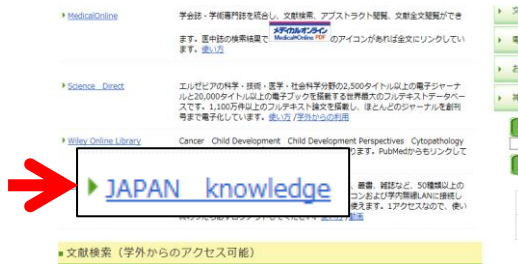 MedicalOnline
学会誌・学術専門誌を統合し、文献検索、アブストラクト閲覧、文献全文閲覧ができ
ます。医中誌の検索結果で メディカルオンライン MedicalOnline PDF のアイコンがあれば全文にリンクしてい
ます。使い方
Science Direct
エルゼビアの科学・技術・医学・社会科学分野の2,500タイトル以上の電子ジャーナ
ルと20,000タイトル以上の電子ブックを搭載する世界最大のフルテキストデータベー
スです。1,100万件以上のフルテキスト論文を搭載し、ほとんどのジャーナルを創刊
号まで電子化しています。使い方 /学外からの利用
Wiley Online Library
Cancer Child Development Child Development Perspectives Cytopathology
ります。PubMedからもリンクして
JAPAN knowledge
、叢書、雑誌など、50種類以上の
コンおよび学内無線LANに接続し
使えます。1アクセスなので、使い
動画
文献検索（学外からのアクセス可能）